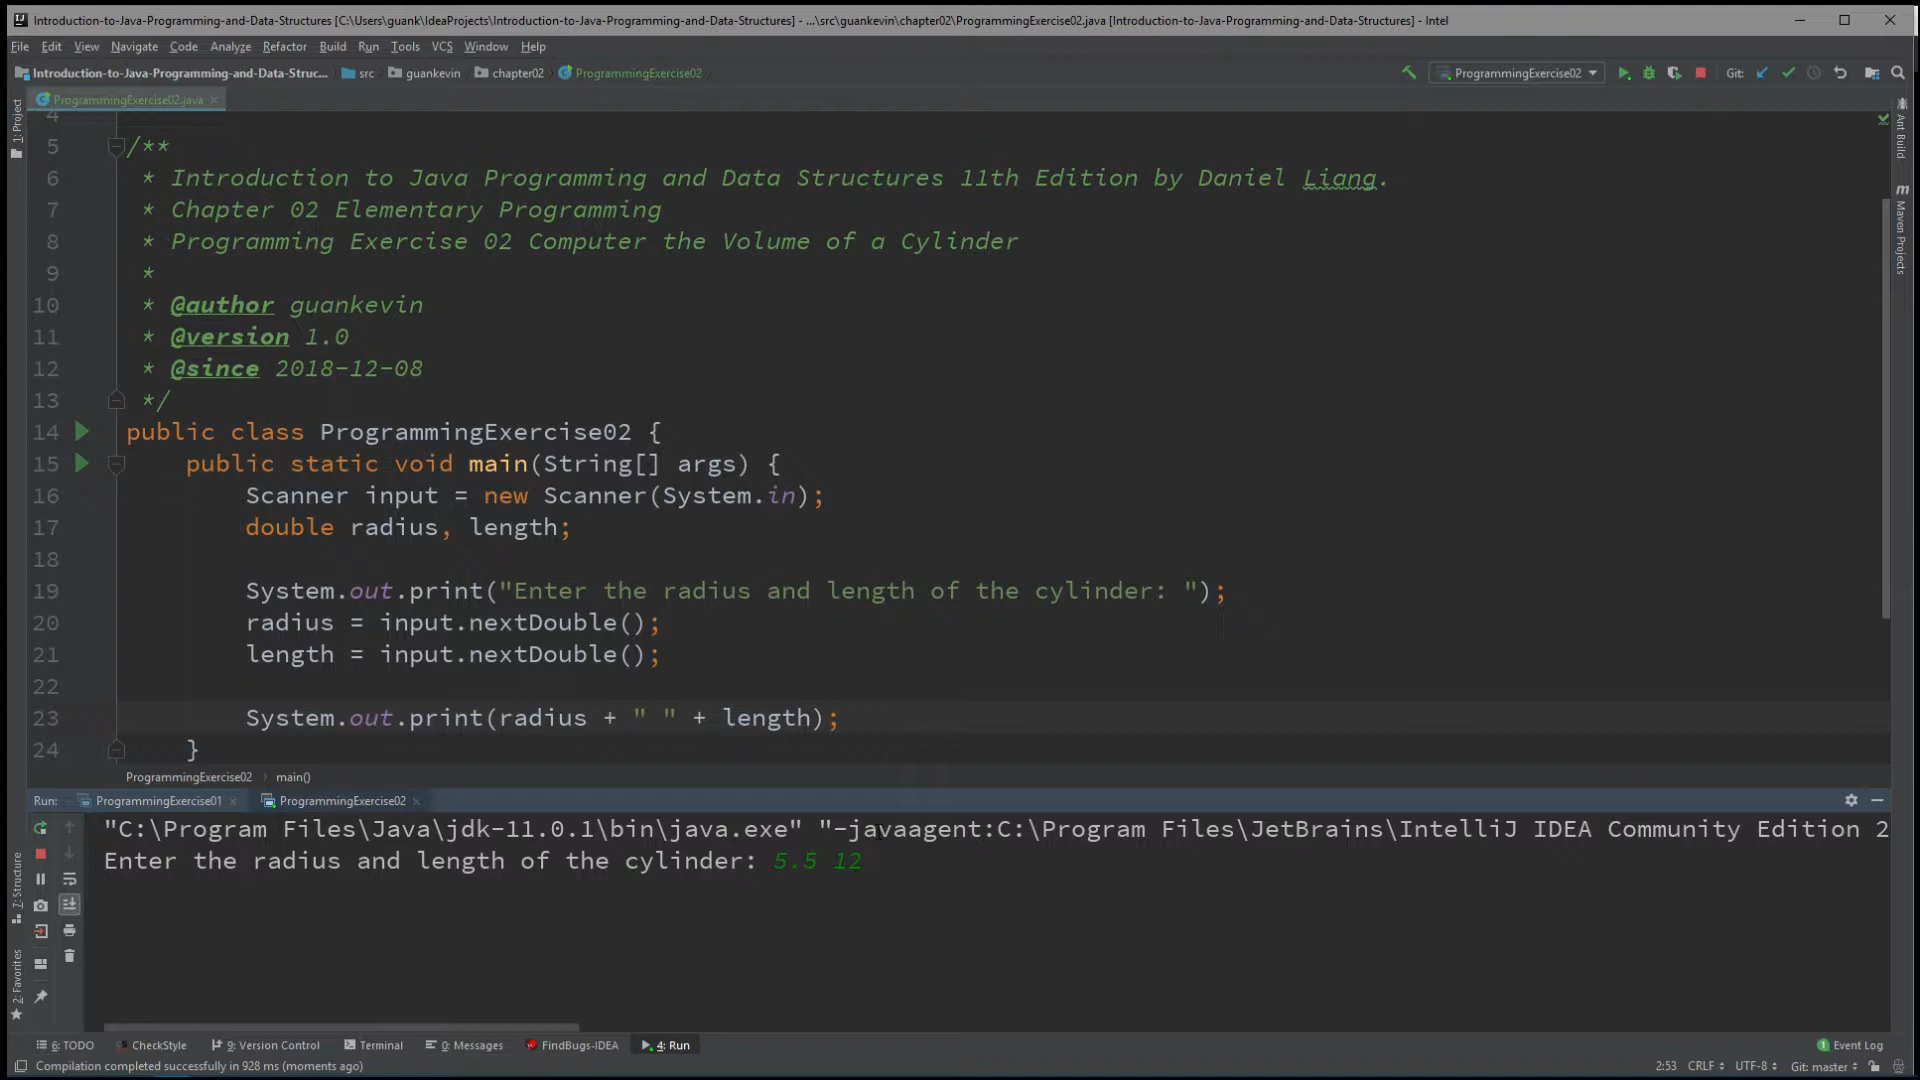 Introduction-to-Java-Programming-and-Data-Structures [C:\Users\guank\IdeaProjects\Introduction-to-Java-Programming-and-Data-Structures] - ...\src\guankevin\chapter02\ProgrammingExercise02.java [Introduction-to-Java-Programming-and-Data-Structures] - Intel
File Edit View Navigate Code Analyze Refactor Build Run Tools VCS Window Help
Introduction-to-Java-Programming-and-Data-Struc... src guankevin chapter02 ProgrammingExercise02 ProgrammingExercise02 Git:
ProgrammingExercise02.java
1: Project
Ant Build
Maven Projects
4
5 /**
6 * Introduction to Java Programming and Data Structures 11th Edition by Daniel Liang.
7 * Chapter 02 Elementary Programming
8 * Programming Exercise 02 Computer the Volume of a Cylinder
9 *
10 * @author guankevin
11 * @version 1.0
12 * @since 2018-12-08
13 */
14 public class ProgrammingExercise02 {
15 public static void main(String[] args) {
16 Scanner input = new Scanner(System.in);
17 double radius, length;
18
19 System.out.print("Enter the radius and length of the cylinder: ");
20 radius = input.nextDouble();
21 length = input.nextDouble();
22
23 System.out.print(radius + " " + length);
24 }
ProgrammingExercise02 main()
Run: ProgrammingExercise01 ProgrammingExercise02
"C:\Program Files\Java\jdk-11.0.1\bin\java.exe" "-javaagent:C:\Program Files\JetBrains\IntelliJ IDEA Community Edition 2
Enter the radius and length of the cylinder: 5.5 12
7: Structure
2: Favorites
6: TODO CheckStyle 9: Version Control Terminal 0: Messages FindBugs-IDEA 4: Run 1 Event Log
Compilation completed successfully in 928 ms (moments ago) 2:53 CRLF UTF-8 Git: master